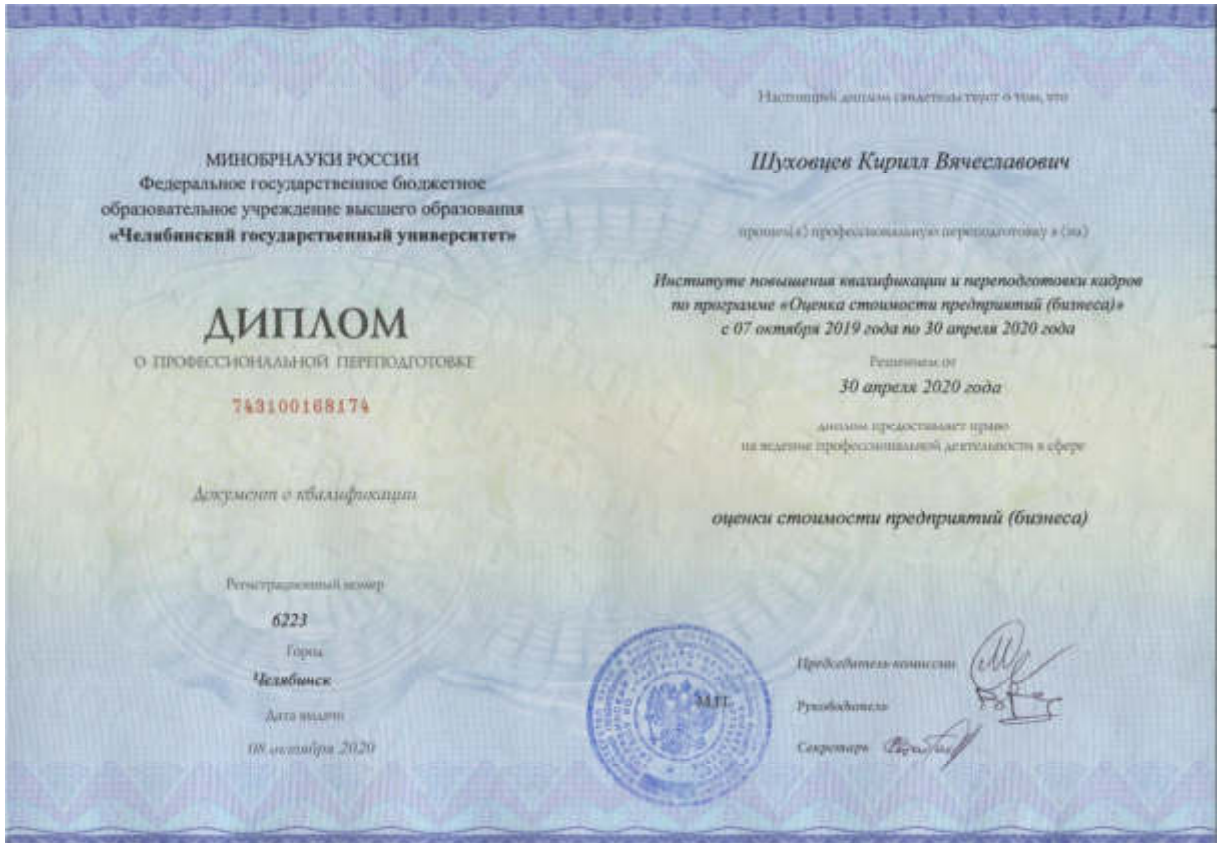 МИНОБРНАУКИ РОССИИ
Федеральное государственное бюджетное
образовательное учреждение высшего образования
«Челябинский государственный университет»
ДИПЛОМ
О ПРОФЕССИОНАЛЬНОЙ ПЕРЕПОДГОТОВКЕ
743100168174
Документ о квалификации
Регистрационный номер
6223
Город
Челябинск
Дата выдачи
08 октября 2020
Настоящий диплом свидетельствует о том, что
Шуховцев Кирилл Вячеславович
прошел(а) профессиональную переподготовку в (на)
Институте повышения квалификации и переподготовки кадров
по программе «Оценка стоимости предприятий (бизнеса)»
с 07 октября 2019 года по 30 апреля 2020 года
Решением от
30 апреля 2020 года
диплом предоставляет право
на ведение профессиональной деятельности в сфере
оценки стоимости предприятий (бизнеса)
М.П.
Председатель комиссии
Руководитель
Секретарь